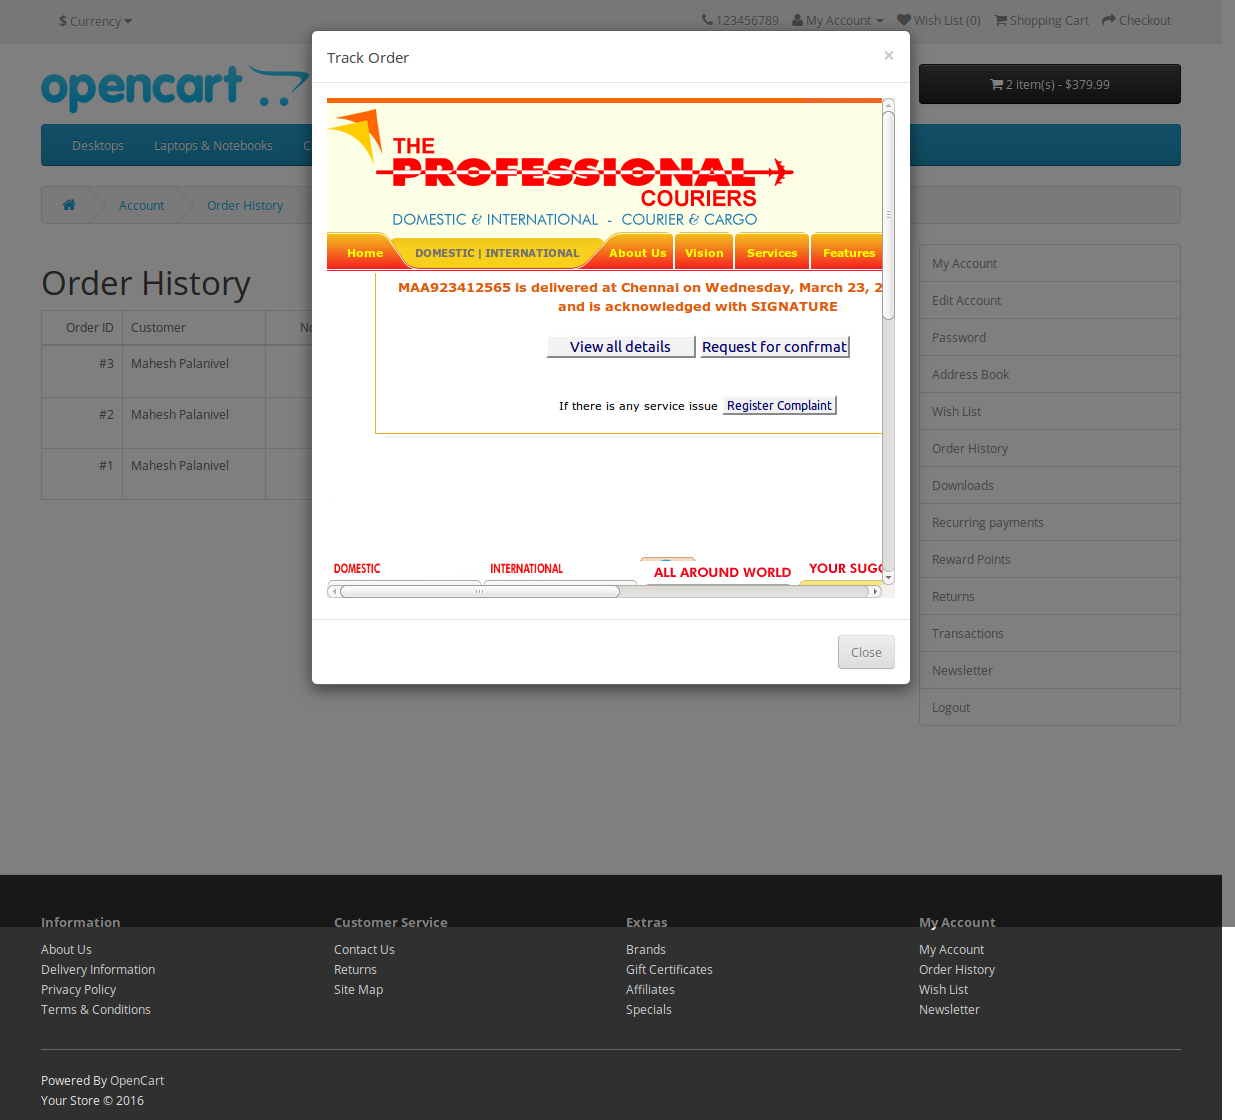 $ Currency
123456789 My Account Wish List (0) Shopping Cart Checkout
opencart
2 item(s) - $379.99
Desktops Laptops & Notebooks
Account Order History
Track Order ×
THE
PROFESSIONAL
COURIERS
DOMESTIC & INTERNATIONAL - COURIER & CARGO
Home DOMESTIC | INTERNATIONAL About Us Vision Services Features
MAA923412565 is delivered at Chennai on Wednesday, March 23, 2
and is acknowledged with SIGNATURE
View all details Request for confrmat
If there is any service issue Register Complaint
DOMESTIC INTERNATIONAL ALL AROUND WORLD YOUR SUGG
Close
Order History
Order ID Customer
#3 Mahesh Palanivel
#2 Mahesh Palanivel
#1 Mahesh Palanivel
My Account
Edit Account
Password
Address Book
Wish List
Order History
Downloads
Recurring payments
Reward Points
Returns
Transactions
Newsletter
Logout
Information
About Us
Delivery Information
Privacy Policy
Terms & Conditions
Customer Service
Contact Us
Returns
Site Map
Extras
Brands
Gift Certificates
Affiliates
Specials
My Account
My Account
Order History
Wish List
Newsletter
Powered By OpenCart
Your Store © 2016